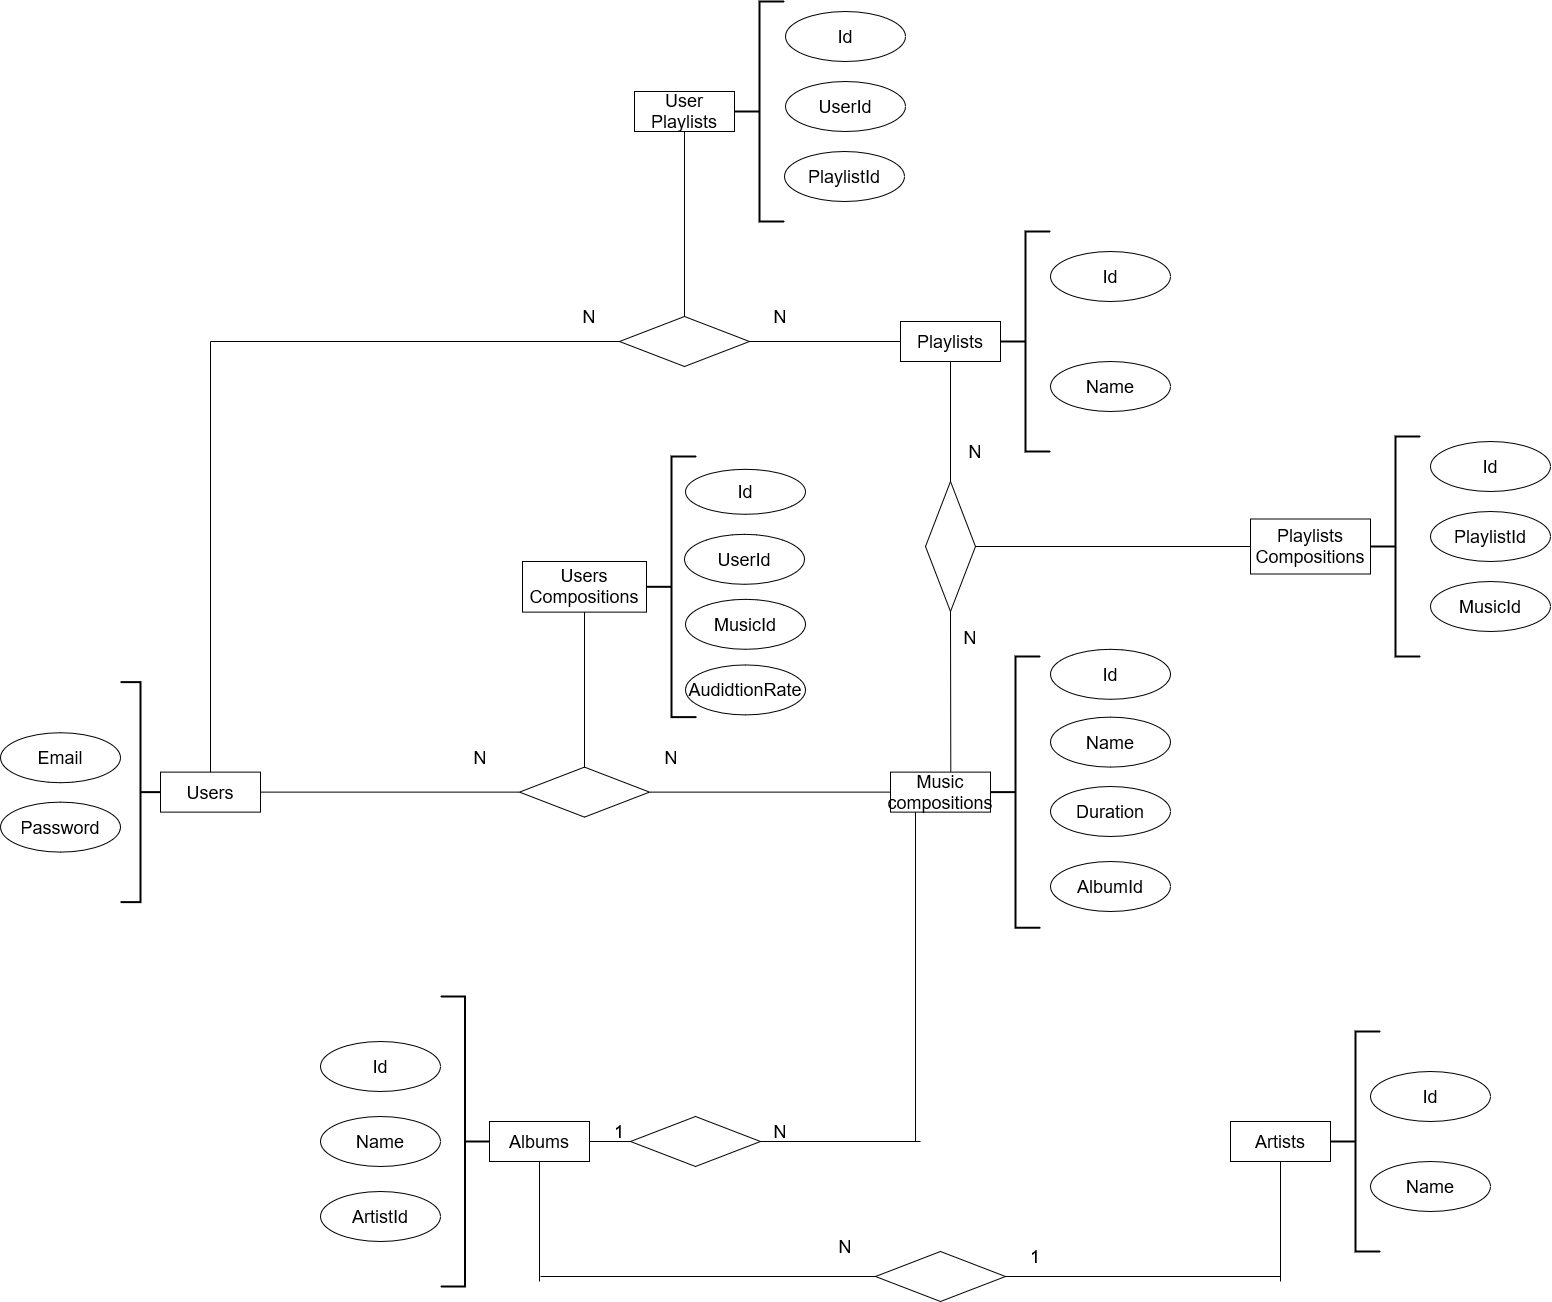 Id
User
Playlists
UserId
PlaylistId
N
N
Playlists
Id
Name
N
Playlists
Compositions
Id
PlaylistId
MusicId
Users
Compositions
Id
UserId
MusicId
AudidtionRate
N
Email
Password
Users
N
N
Music
compositions
Id
Name
Duration
AlbumId
Id
Name
ArtistId
Albums
1
N
Artists
Id
Name
N
1